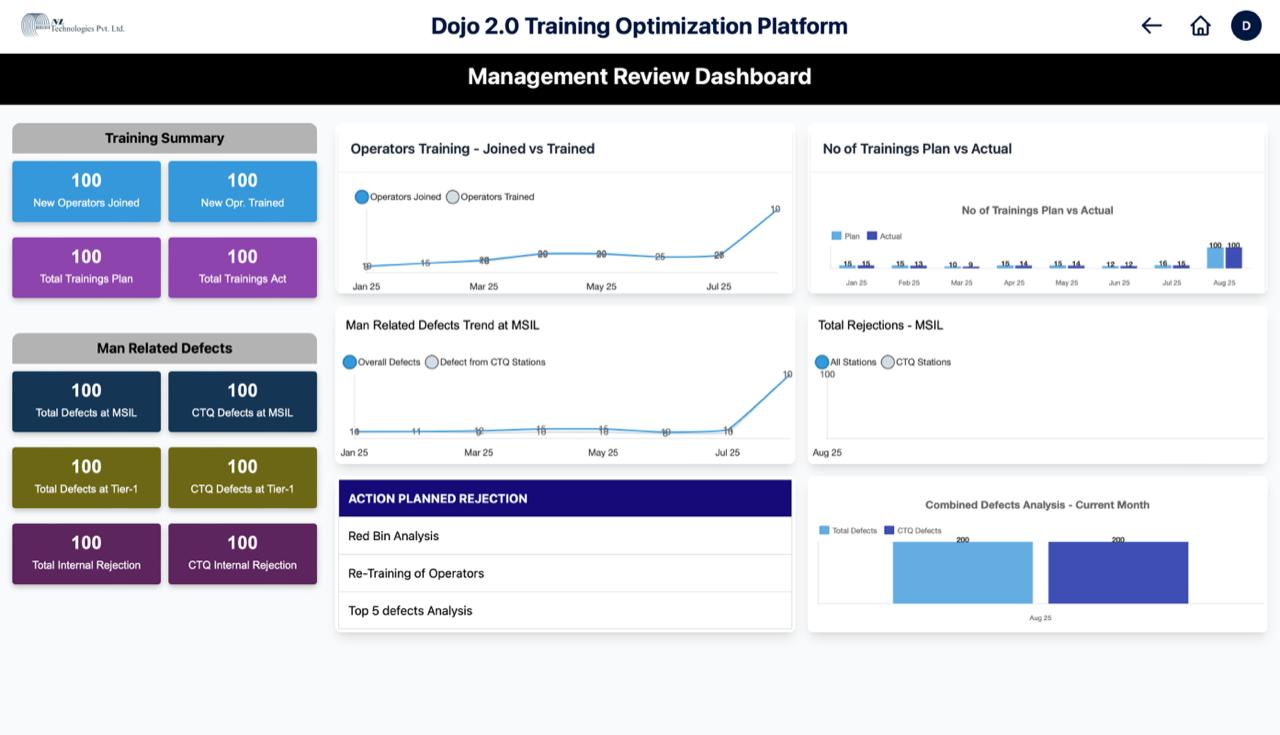 NZ
Technologies Pvt. Ltd.
Dojo 2.0 Training Optimization Platform
D
Management Review Dashboard
Training Summary
100
New Operators Joined
100
New Opr. Trained
100
Total Trainings Plan
100
Total Trainings Act
Man Related Defects
100
Total Defects at MSIL
100
CTQ Defects at MSIL
100
Total Defects at Tier-1
100
CTQ Defects at Tier-1
100
Total Internal Rejection
100
CTQ Internal Rejection
Operators Training - Joined vs Trained
Operators Joined Operators Trained
10
15 20 20 25
Jan 25 Mar 25 May 25 Jul 25
No of Trainings Plan vs Actual
No of Trainings Plan vs Actual
Plan Actual
15 15 15 13 10 9 15 14 15 14 12 12 16 15 100 100
Jan 25 Feb 25 Mar 25 Apr 25 May 25 Jun 25 Jul 25 Aug 25
Man Related Defects Trend at MSIL
Overall Defects Defect from CTQ Stations
10
11
Jan 25 Mar 25 May 25 Jul 25
Total Rejections - MSIL
All Stations CTQ Stations
100
Aug 25
ACTION PLANNED REJECTION
Red Bin Analysis
Re-Training of Operators
Top 5 defects Analysis
Combined Defects Analysis - Current Month
Total Defects CTQ Defects
200 200
Aug 25